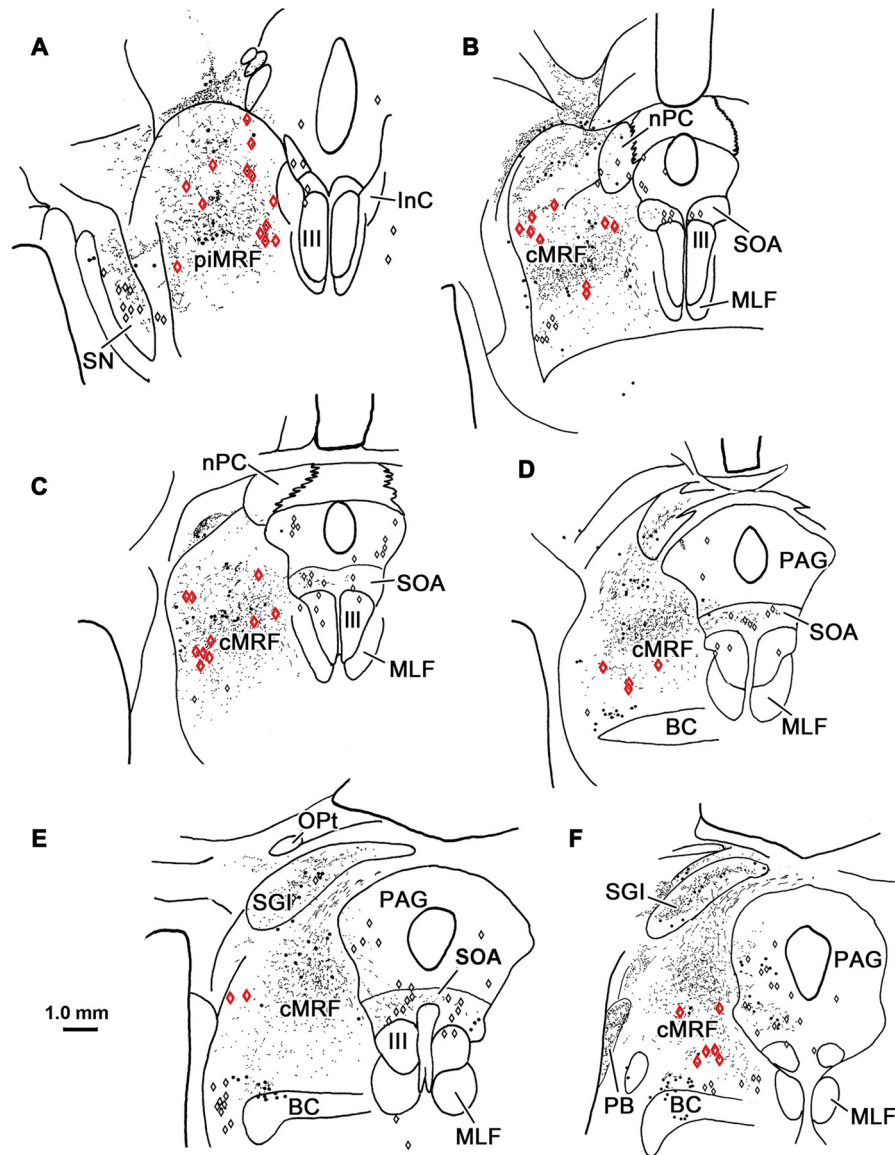 A
InC
III
piMRF
SN
B
nPC
cMRF
III
SOA
MLF
C
nPC
SOA
III
cMRF
MLF
D
PAG
SOA
cMRF
MLF
BC
E
OPt
SGI
PAG
SOA
cMRF
1.0 mm
III
BC
MLF
F
SGI
PAG
cMRF
PB
BC
MLF